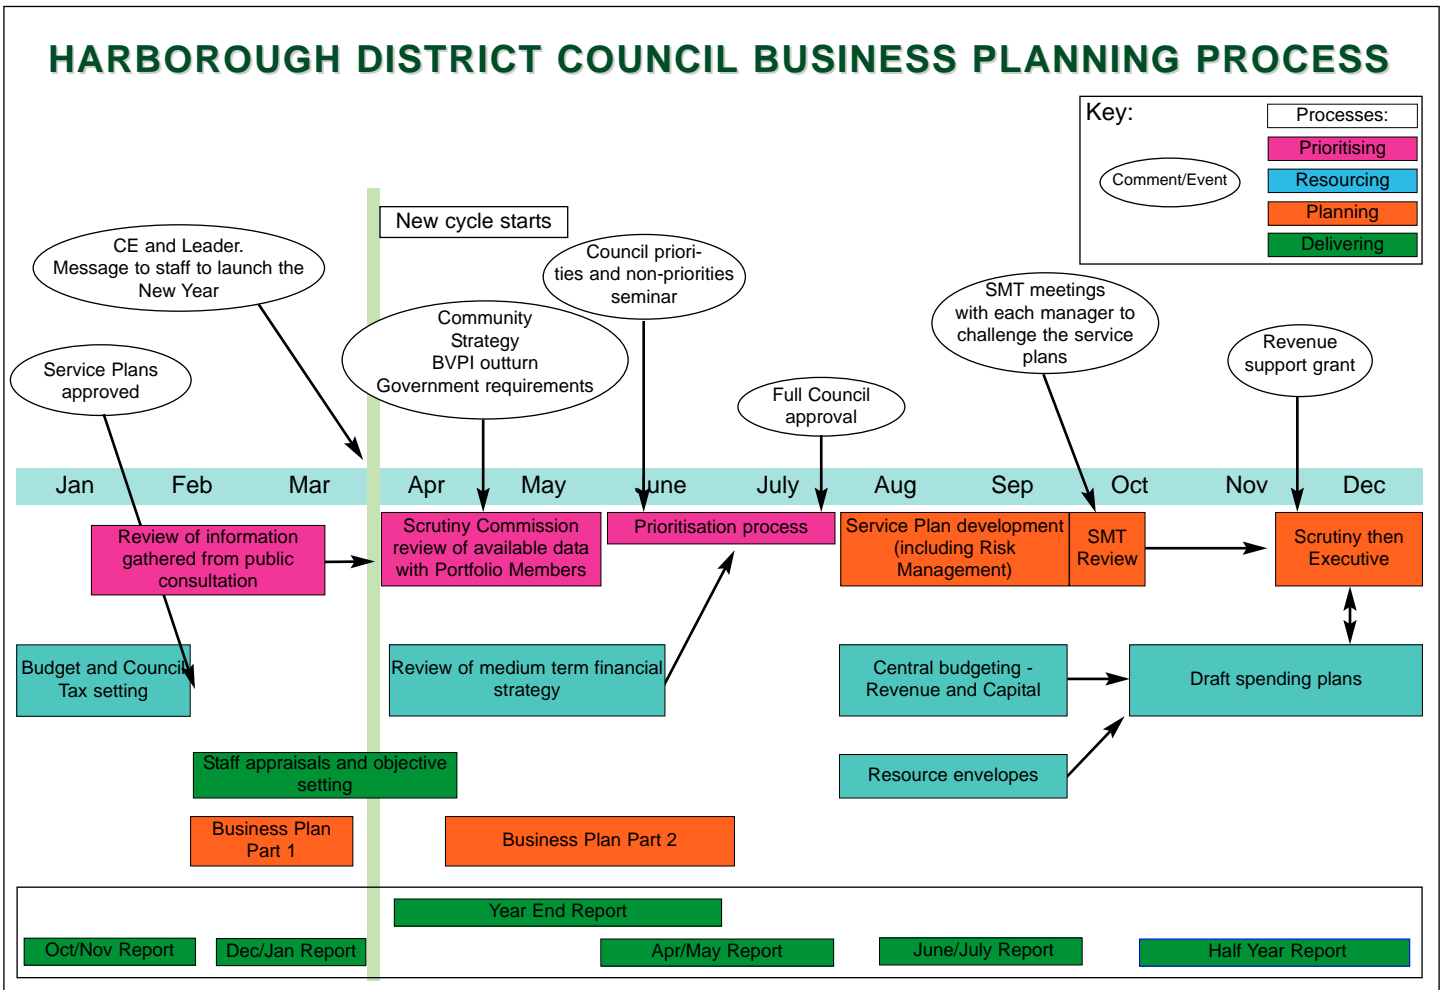 HARBOROUGH DISTRICT COUNCIL BUSINESS PLANNING PROCESS
Key:
Processes:
Comment/Event
Prioritising
Resourcing
Planning
Delivering
New cycle starts
CE and Leader.
Message to staff to launch the
New Year
Council priori-
ties and non-priorities
seminar
SMT meetings
with each manager to
challenge the service
plans
Community
Strategy
BVPI outturn
Government requirements
Revenue
support grant
Service Plans
approved
Full Council
approval
Jan Feb Mar Apr May June July Aug Sep Oct Nov Dec
Review of information
gathered from public
consultation
Scrutiny Commission
review of available data
with Portfolio Members
Prioritisation process
Service Plan development
(including Risk
Management)
SMT
Review
Scrutiny then
Executive
Budget and Council
Tax setting
Review of medium term financial
strategy
Central budgeting -
Revenue and Capital
Draft spending plans
Staff appraisals and objective
setting
Resource envelopes
Business Plan
Part 1
Business Plan Part 2
Year End Report
Oct/Nov Report
Dec/Jan Report
Apr/May Report
June/July Report
Half Year Report